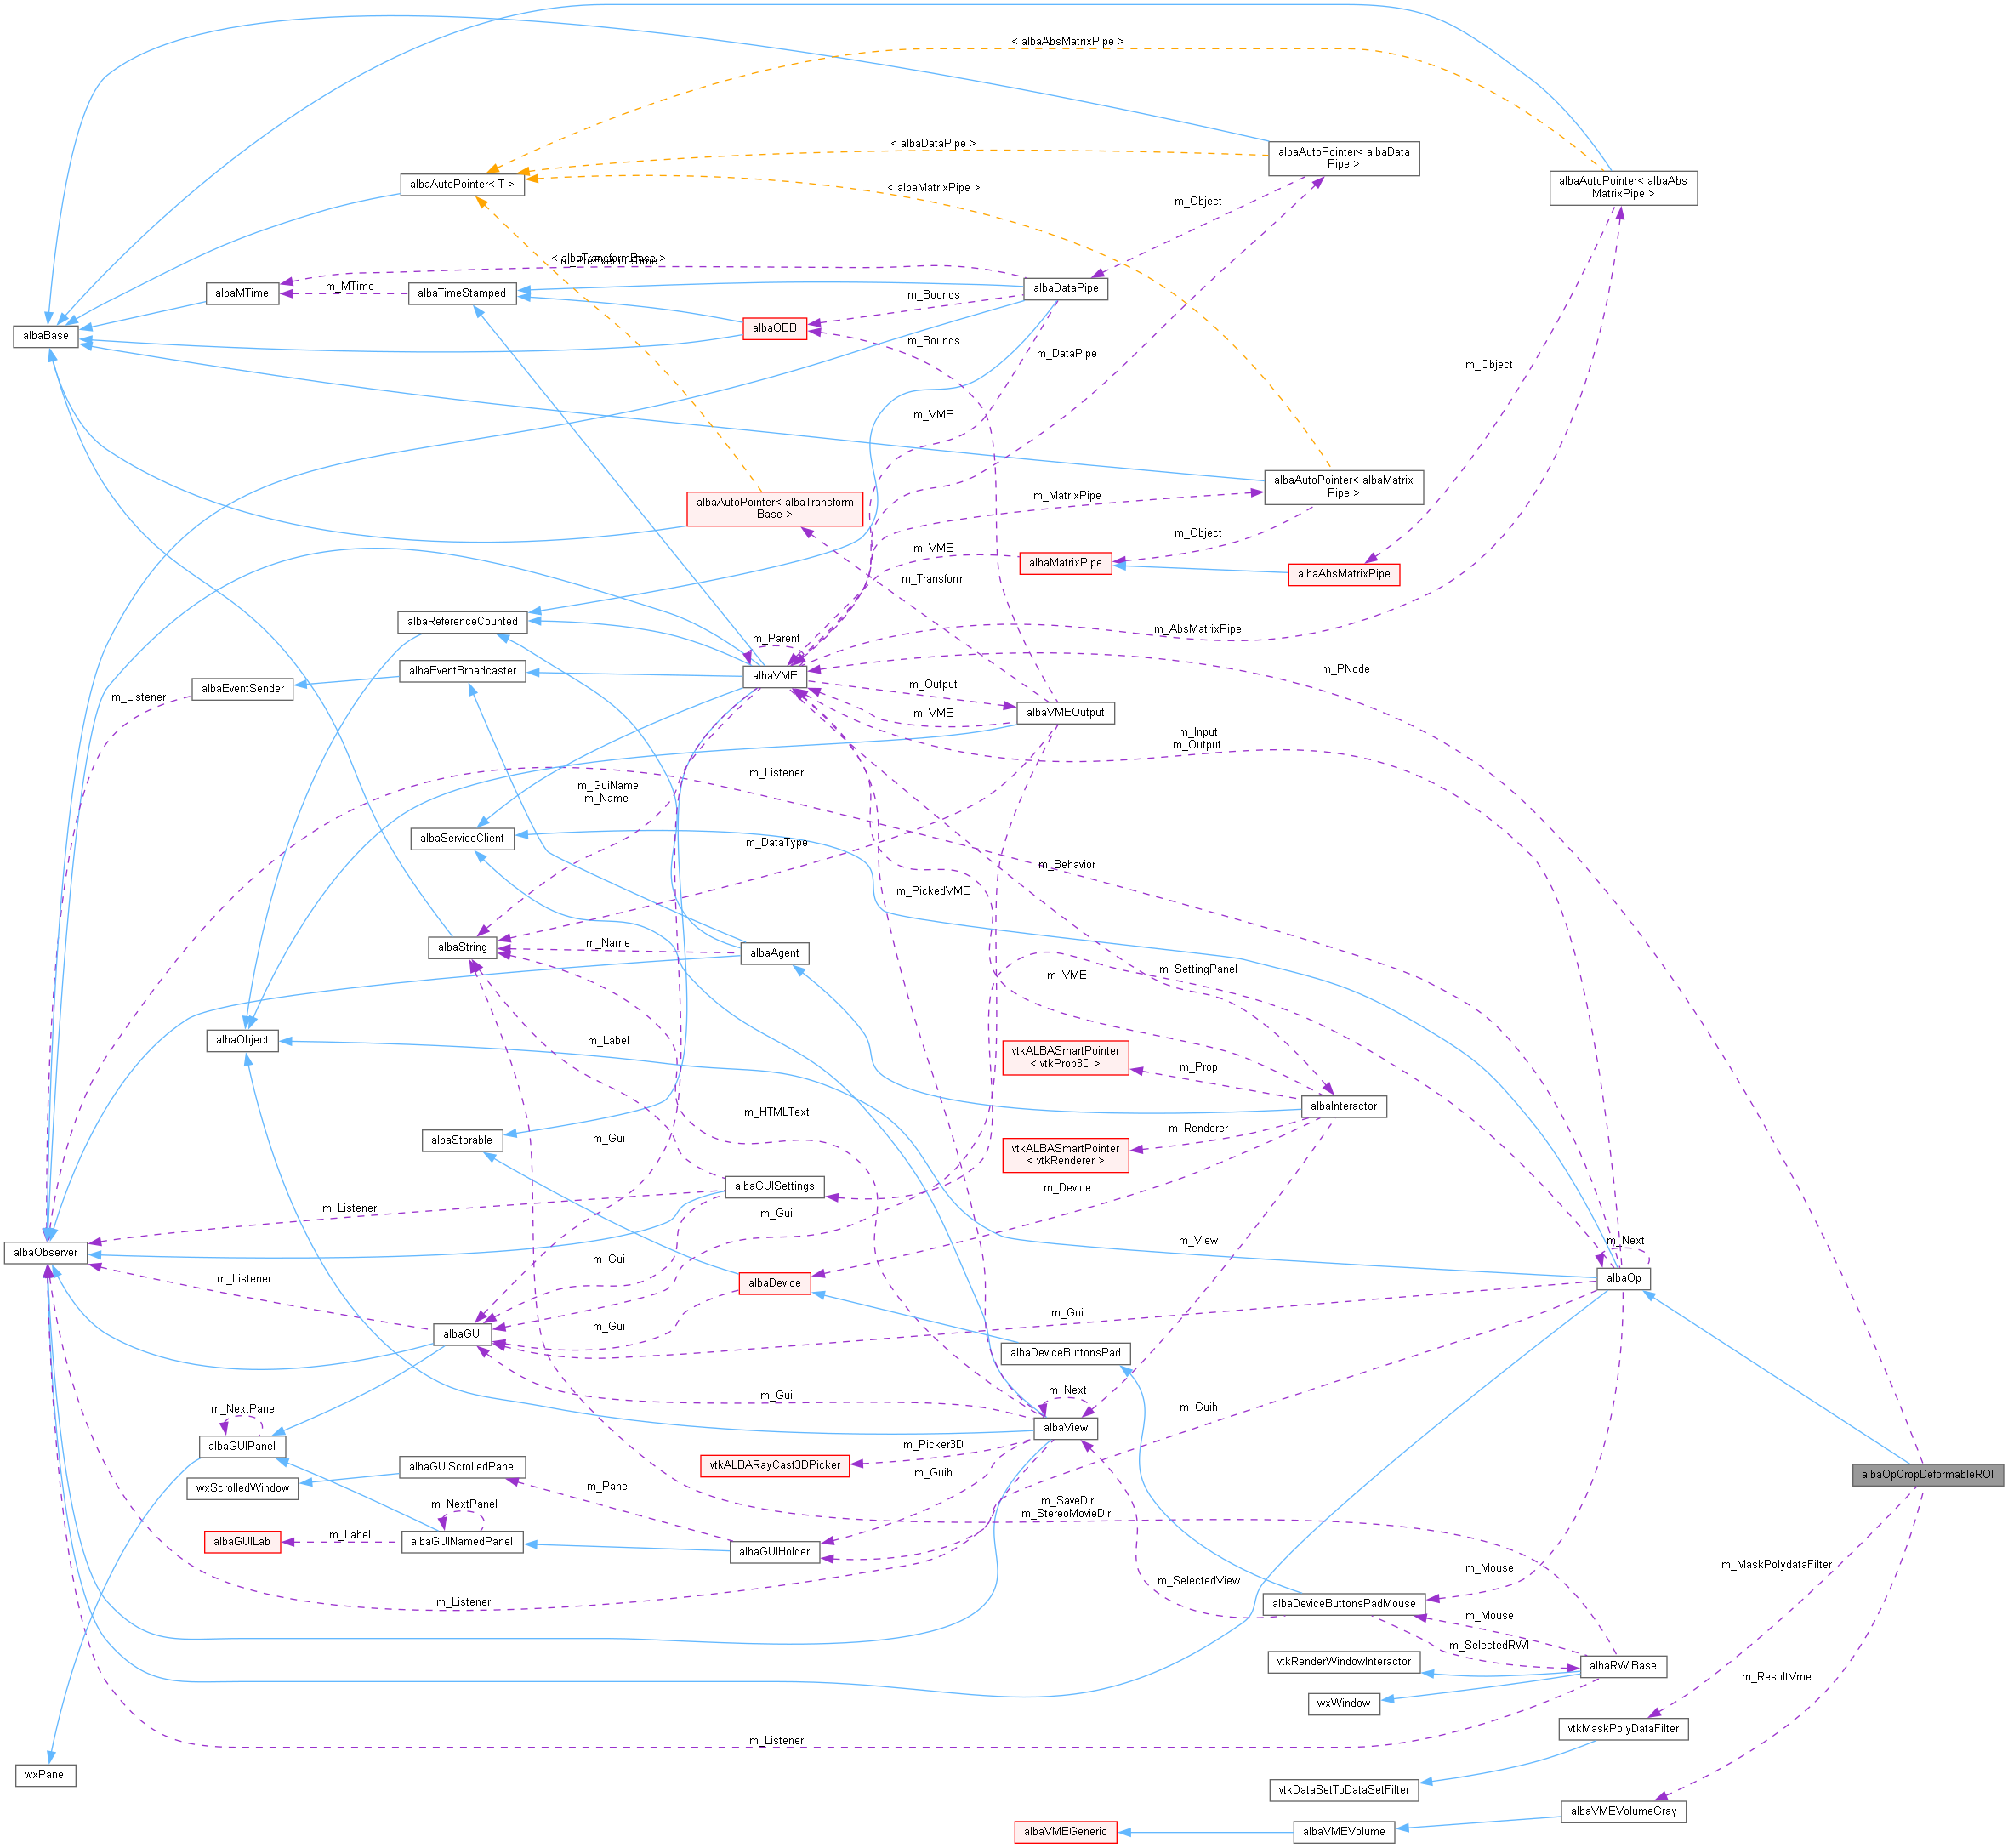 < albaAbsMatrixPipe >
< albaDataPipe >
albaAutoPointer< albaData
Pipe >
albaAutoPointer< T >
< albaMatrixPipe >
albaAutoPointer< albaAbs
MatrixPipe >
m_Object
< albaTransformBase >
m_PreExecuteTime
albaMTime
m_MTime
albaTimeStamped
albaDataPipe
m_Bounds
albaBase
albaOBB
m_Bounds
m_DataPipe
m_Object
m_VME
albaAutoPointer< albaMatrix
Pipe >
albaAutoPointer< albaTransform
Base >
m_MatrixPipe
m_Object
m_VME
albaMatrixPipe
albaAbsMatrixPipe
m_Transform
albaReferenceCounted
m_AbsMatrixPipe
m_Parent
albaEventBroadcaster
albaVME
m_PNode
albaEventSender
m_Listener
m_Output
m_VME
albaVMEOutput
m_Input
m_Output
m_Listener
m_GuiName
m_Name
albaServiceClient
m_DataType
m_Behavior
m_PickedVME
albaString
m_Name
albaAgent
m_SettingPanel
m_VME
albaObject
m_Label
vtkALBASmartPointer
< vtkProp3D >
m_Prop
albaInteractor
m_HTMLText
albaStorable
m_Gui
m_Renderer
vtkALBASmartPointer
< vtkRenderer >
albaGUISettings
m_Device
m_Listener
m_Gui
m_View
m_Next
albaObserver
m_Gui
m_Listener
albaDevice
albaOp
m_Gui
m_Gui
albaGUI
albaDeviceButtonsPad
m_Gui
m_Next
m_Guih
m_NextPanel
albaGUIPanel
albaView
m_Picker3D
albaGUIScrolledPanel
vtkALBARayCast3DPicker
albaOpCropDeformableROI
wxScrolledWindow
m_Panel
m_Guih
m_NextPanel
m_SaveDir
m_StereoMovieDir
albaGUILab
m_Label
albaGUINamedPanel
albaGUIHolder
m_MaskPolydataFilter
m_Mouse
m_SelectedView
m_Listener
albaDeviceButtonsPadMouse
m_Mouse
m_SelectedRWI
vtkRenderWindowInteractor
albaRWIBase
m_ResultVme
wxWindow
vtkMaskPolyDataFilter
m_Listener
wxPanel
vtkDataSetToDataSetFilter
albaVMEVolumeGray
albaVMEGeneric
albaVMEVolume